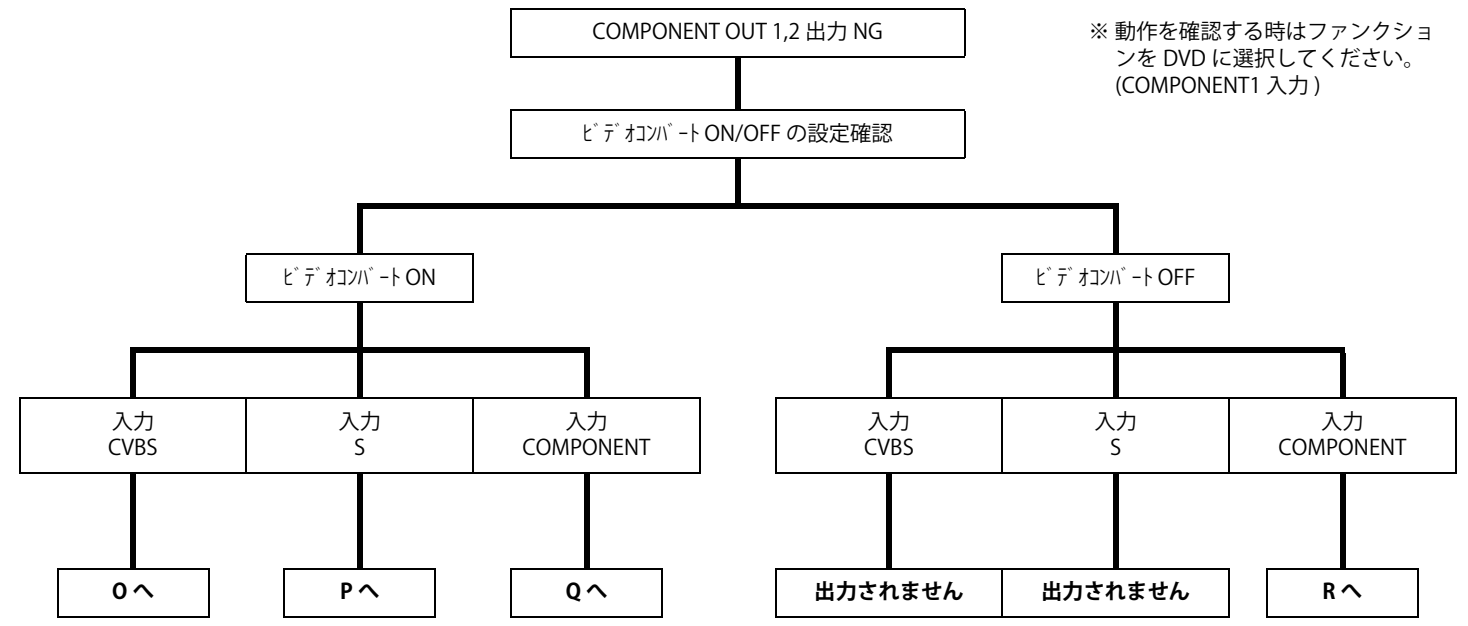 COMPONENT OUT 1,2 出力 NG
※ 動作を確認する時はファンクショ
ンを DVD に選択してください。
(COMPONENT1 入力 )
ﾋﾞﾃﾞｵｺﾝﾊﾞｰﾄ ON/OFF の設定確認
ﾋﾞﾃﾞｵｺﾝﾊﾞｰﾄ ON
ﾋﾞﾃﾞｵｺﾝﾊﾞｰﾄ OFF
入力
CVBS
入力
S
入力
COMPONENT
入力
CVBS
入力
S
入力
COMPONENT
O へ
P へ
Q へ
出力されません
出力されません
R へ